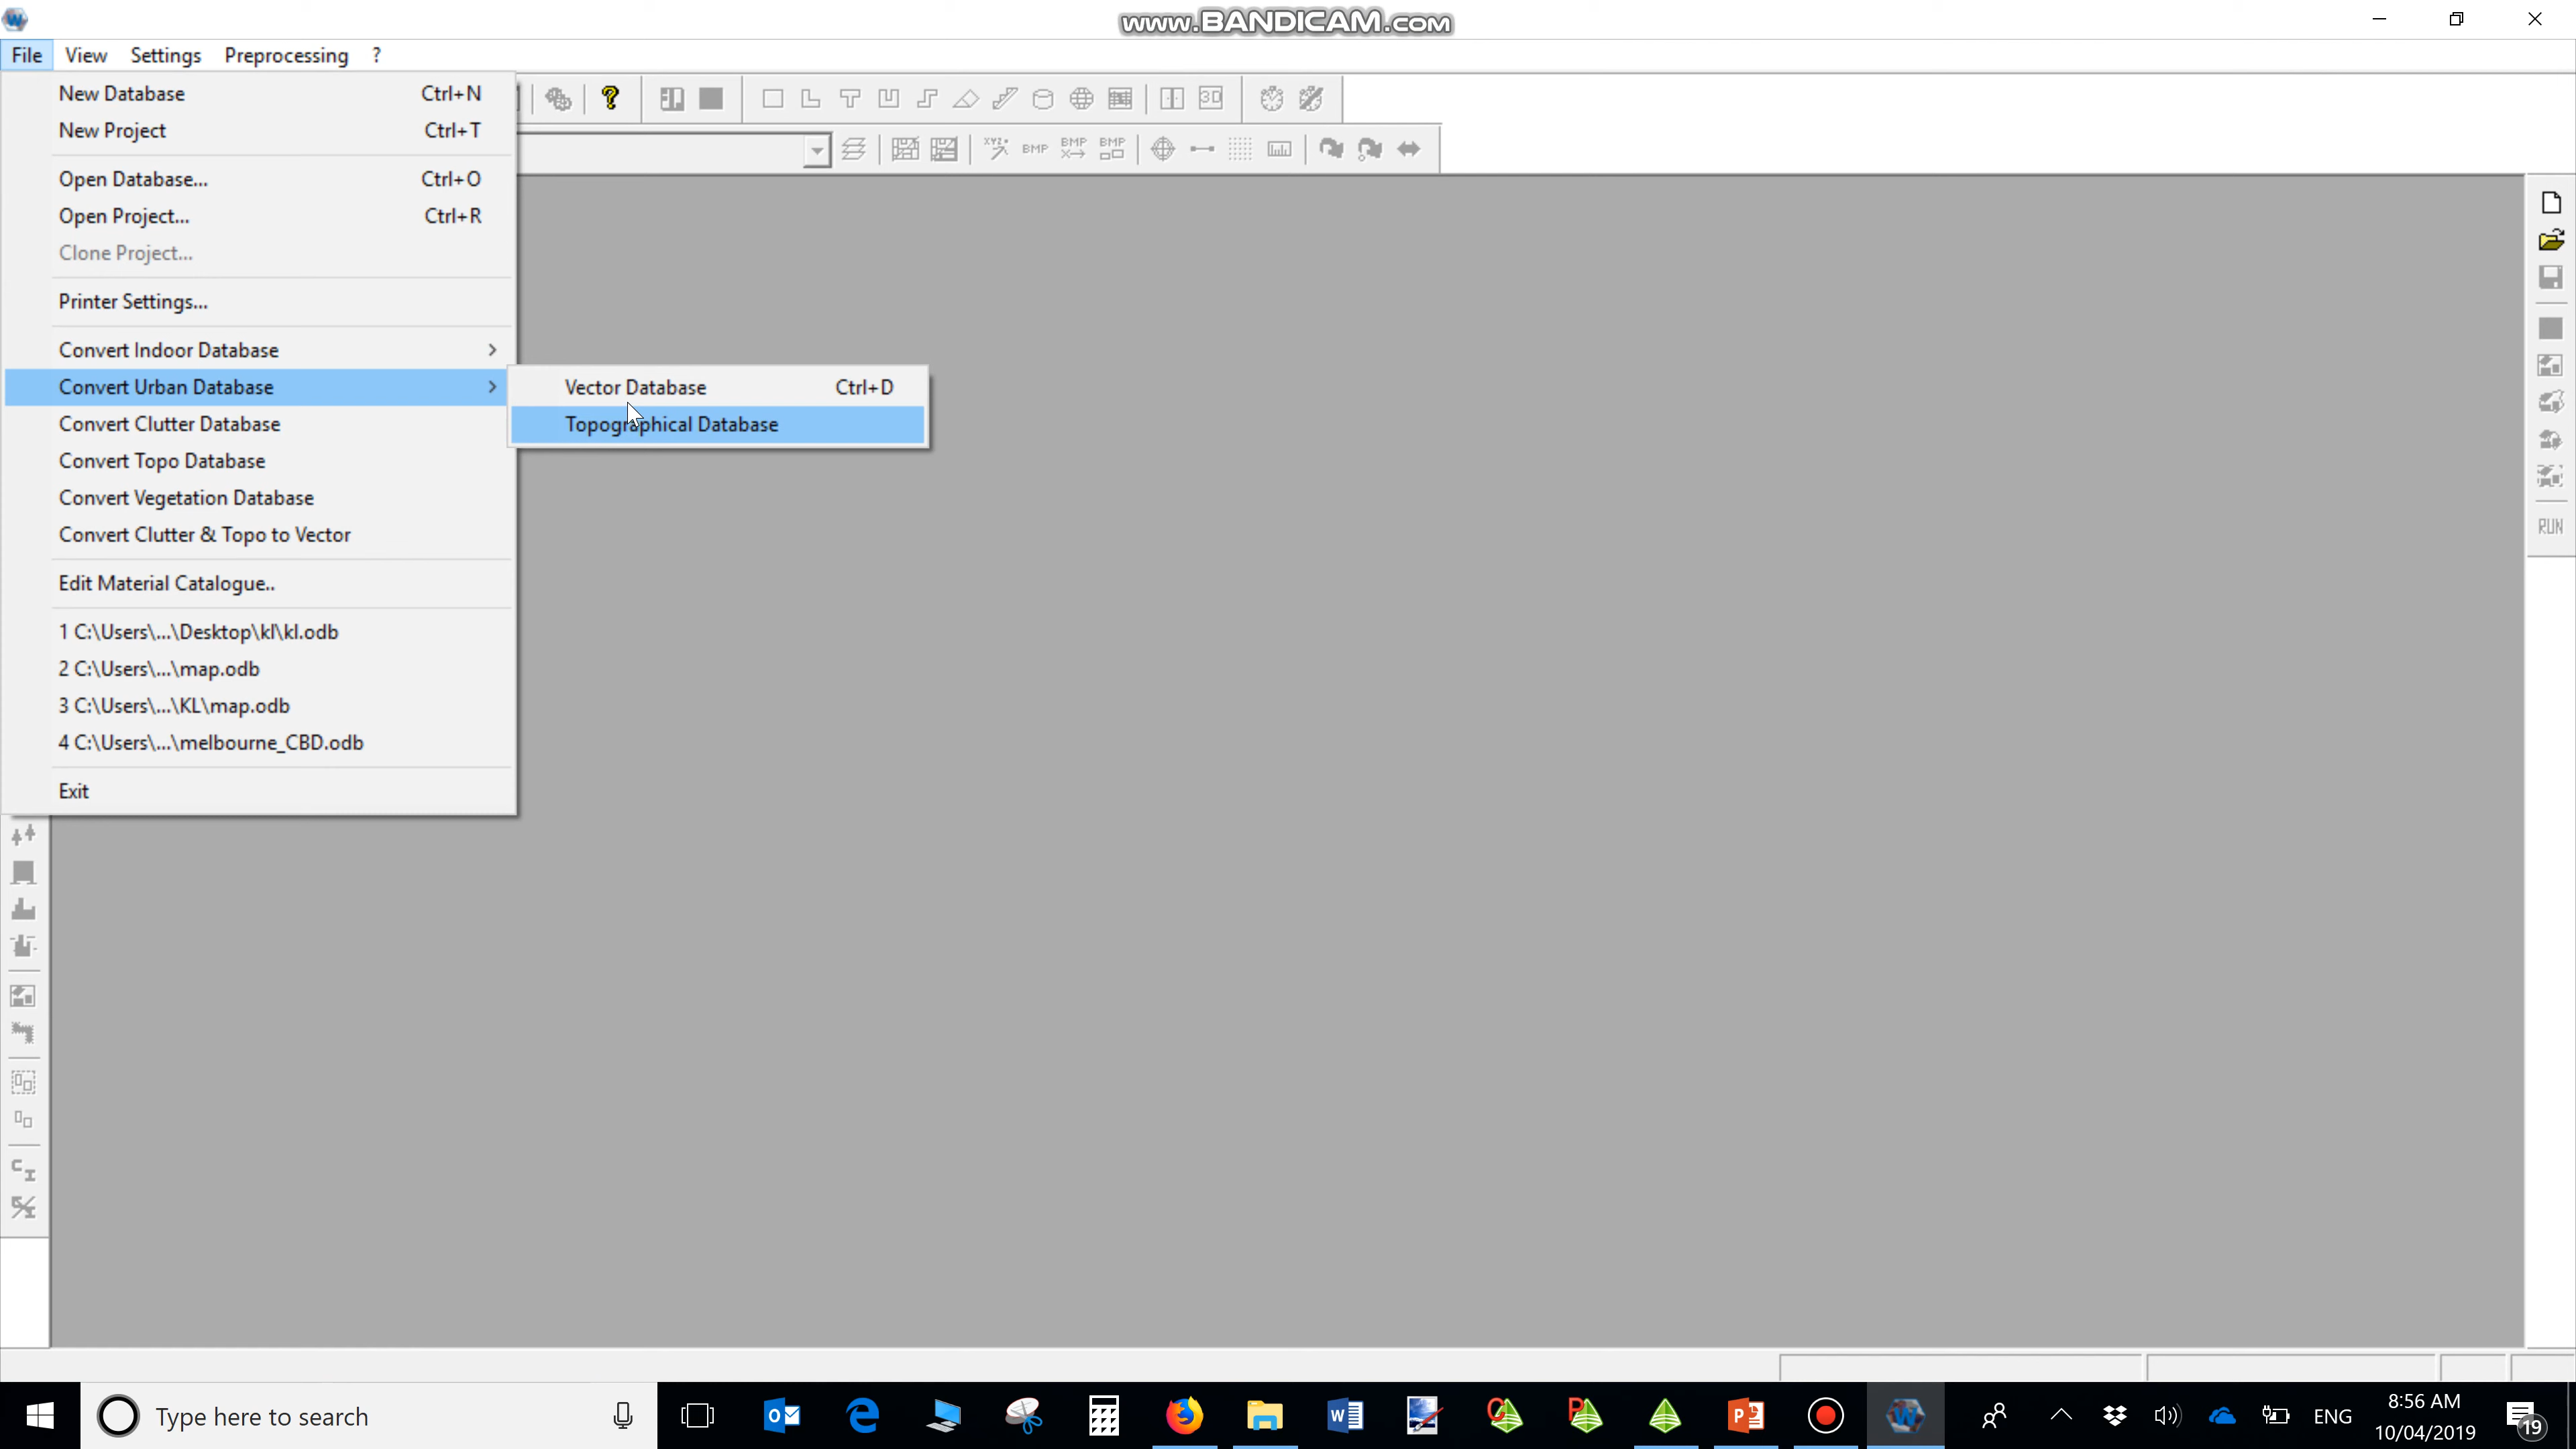 www.BANDICAM.com
File View Settings Preprocessing ?
New Database Ctrl+N
New Project Ctrl+T
Open Database... Ctrl+O
Open Project... Ctrl+R
Clone Project...
Printer Settings...
Convert Indoor Database
Convert Urban Database
Vector Database Ctrl+D
Topographical Database
Convert Clutter Database
Convert Topo Database
Convert Vegetation Database
Convert Clutter & Topo to Vector
Edit Material Catalogue..
1 C:\Users\...\Desktop\kl\kl.odb
2 C:\Users\...\map.odb
3 C:\Users\...\KL\map.odb
4 C:\Users\...\melbourne_CBD.odb
Exit
3D
XYZ
BMP
BMP
BMP
RUN
Type here to search
ENG
8:56 AM
10/04/2019
19